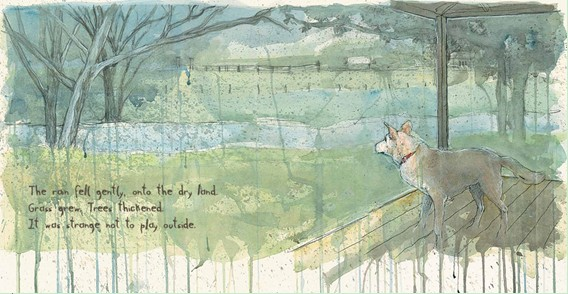 The rain fell gently, onto the dry land.
Grass grew, Trees thickened.
It was strange not to play outside.